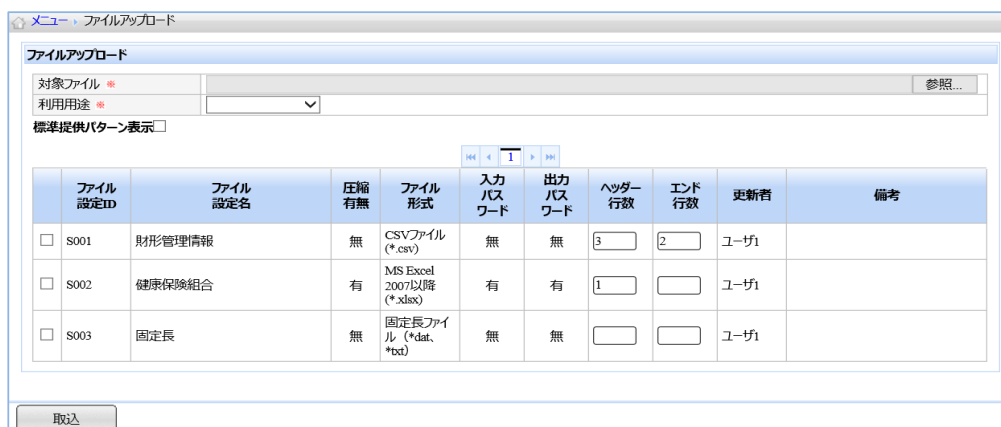 メニュー › ファイルアップロード
ファイルアップロード
対象ファイル ※ 参照...
利用用途 ※
標準提供パターン表示
1
ファイル設定ID ファイル設定名 圧縮有無 ファイル形式 入力パスワード 出力パスワード ヘッダー行数 エンド行数 更新者 備考
S001 財形管理情報 無 CSVファイル(*.csv) 無 無 3 2 ユーザ1
S002 健康保険組合 有 MS Excel 2007以降(*.xlsx) 有 有 1 ユーザ1
S003 固定長 無 固定長ファイル（*dat、*txt） 無 無 ユーザ1
取込